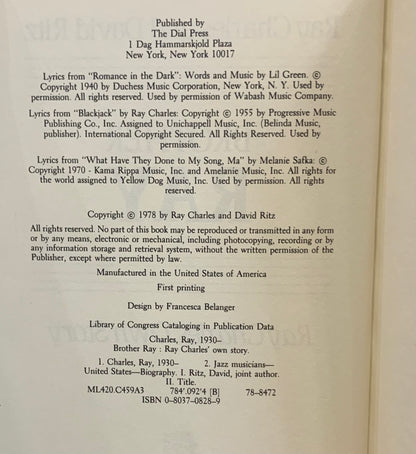 Published by
The Dial Press
1 Dag Hammarskjold Plaza
New York, New York 10017
Lyrics from "Romance in the Dark": Words and Music by Lil Green. ©
Copyright 1940 by Duchess Music Corporation, New York, N. Y. Used by
permission. All rights reserved. Used by permission of Wabash Music Company.
Lyrics from "Blackjack" by Ray Charles: Copyright © 1955 by Progressive Music
Publishing Co., Inc. Assigned to Unichappell Music, Inc. (Belinda Music,
publisher). International Copyright Secured. All Rights Reserved. Used by
permission.
Lyrics from "What Have They Done to My Song, Ma" by Melanie Safka: ©
Copyright 1970 - Kama Rippa Music, Inc. and Amelanie Music, Inc. All rights for
the world assigned to Yellow Dog Music, Inc. Used by permission. All rights
reserved.
Copyright © 1978 by Ray Charles and David Ritz
All rights reserved. No part of this book may be reproduced or transmitted in any form
or by any means, electronic or mechanical, including photocopying, recording or by
any information storage and retrieval system, without the written permission of the
Publisher, except where permitted by law.
Manufactured in the United States of America
First printing
Design by Francesca Belanger
Library of Congress Cataloging in Publication Data
Charles, Ray, 1930–
Brother Ray : Ray Charles' own story.
1. Charles, Ray, 1930– 2. Jazz musicians—
United States—Biography. I. Ritz, David, joint author.
II. Title.
ML420.C459A3 784'.092'4 [B] 78-8472
ISBN 0-8037-0828-9